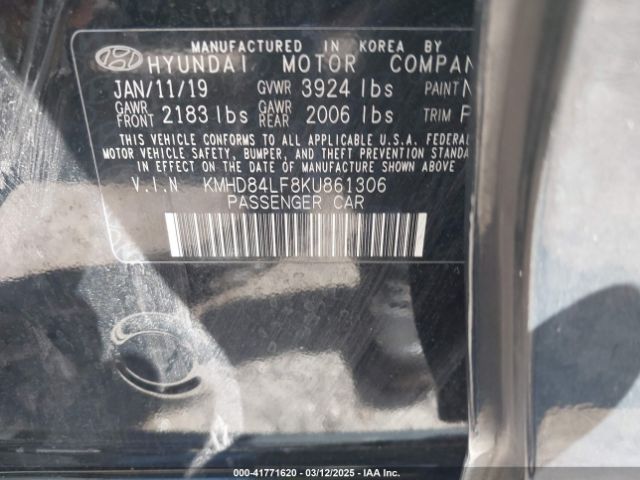 MANUFACTURED IN KOREA BY
HYUNDAI MOTOR COMPAN
JAN/11/19 GVWR 3924 lbs PAINT N
GAWR FRONT 2183 lbs GAWR REAR 2006 lbs TRIM P
THIS VEHICLE CONFORMS TO ALL APPLICABLE U.S.A. FEDERAL
MOTOR VEHICLE SAFETY, BUMPER, AND THEFT PREVENTION STANDA
IN EFFECT ON THE DATE OF MANUFACTURE SHOWN ABOVE
V.I.N KMHD84LF8KU861306
PASSENGER CAR
000-41771620 — 03/12/2025 — IAA Inc.